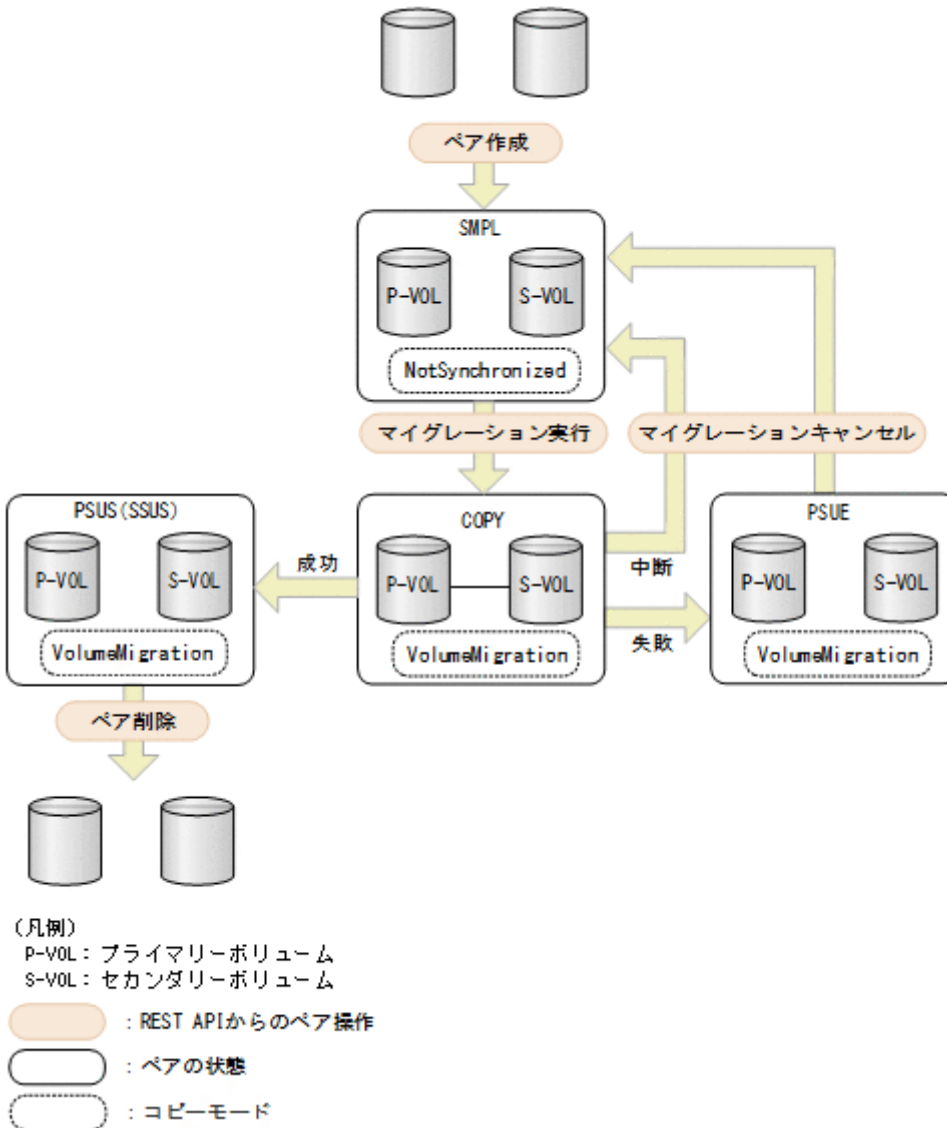 ペア作成
SMPL
P-VOL
S-VOL
NotSynchronized
マイグレーション実行
マイグレーションキャンセル
PSUS(SSUS)
P-VOL
S-VOL
VolumeMigration
成功
COPY
P-VOL
S-VOL
VolumeMigration
中断
失敗
PSUE
P-VOL
S-VOL
VolumeMigration
ペア削除
(凡例)
P-VOL：プライマリーボリューム
S-VOL：セカンダリーボリューム
：REST APIからのペア操作
：ペアの状態
：コピーモード